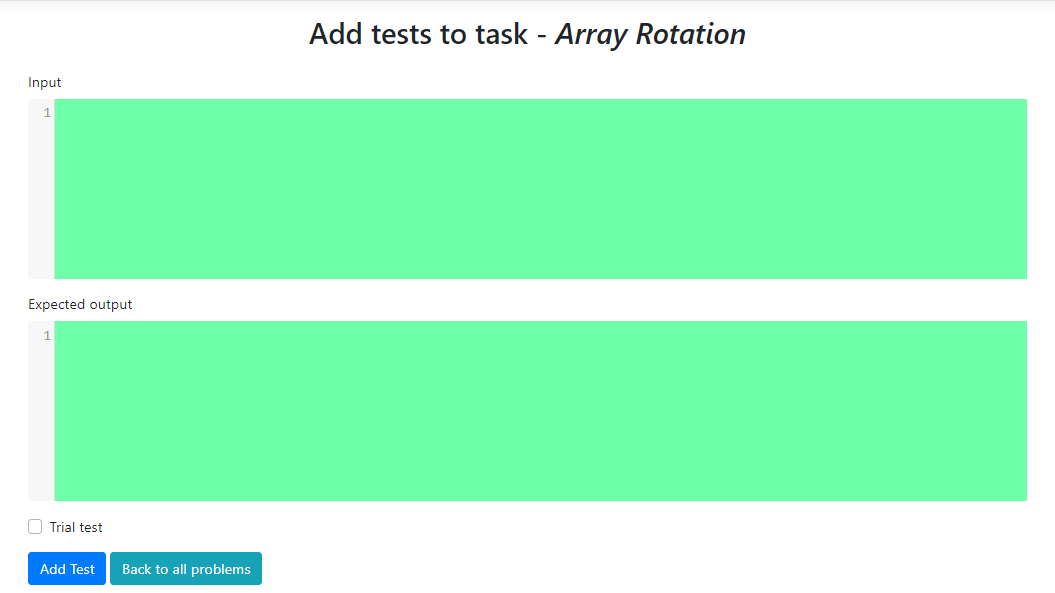 Add tests to task - Array Rotation
Input
1
Expected output
1
Trial test
Add Test Back to all problems